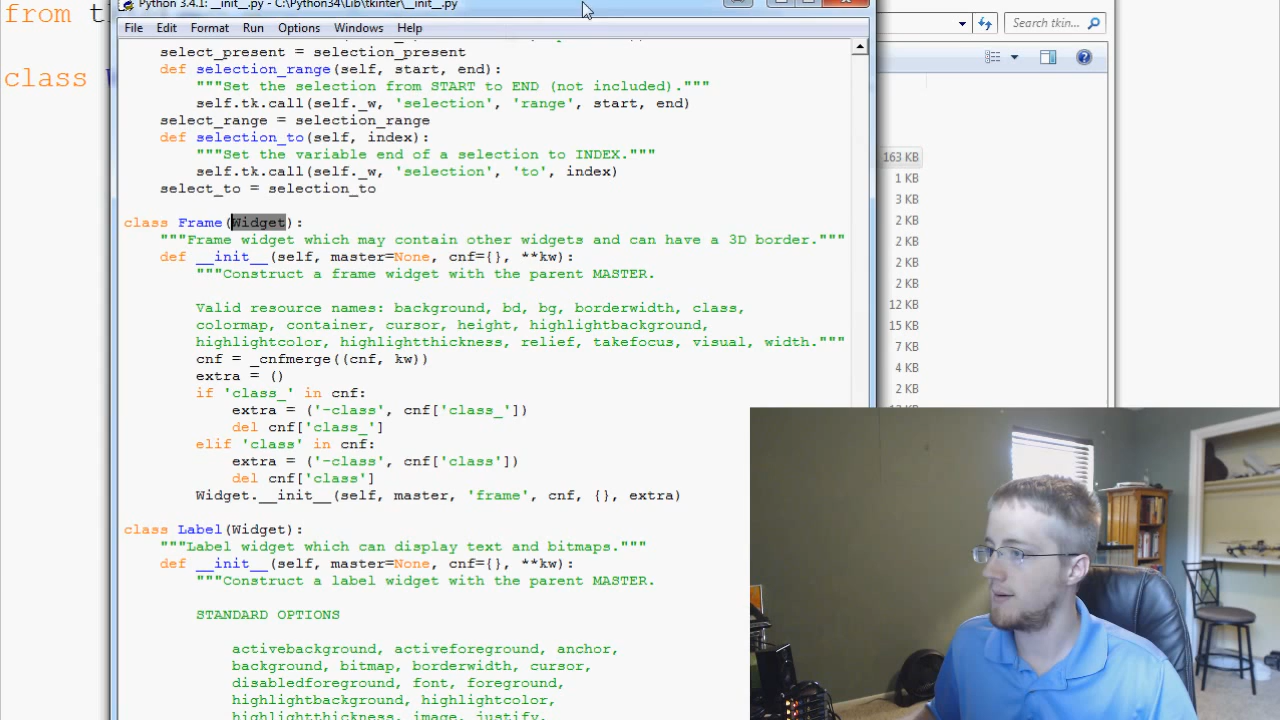 Python 3.4.1: __init__.py - C:\Python34\Lib\tkinter\__init__.py
from
File Edit Format Run Options Windows Help
Search tkin...
select_present = selection_present
def selection_range(self, start, end):
"""Set the selection from START to END (not included)."""
self.tk.call(self._w, 'selection', 'range', start, end)
select_range = selection_range
def selection_to(self, index):
"""Set the variable end of a selection to INDEX."""
self.tk.call(self._w, 'selection', 'to', index)
select_to = selection_to
class
class Frame(Widget):
"""Frame widget which may contain other widgets and can have a 3D border."""
def __init__(self, master=None, cnf={}, **kw):
"""Construct a frame widget with the parent MASTER.
Valid resource names: background, bd, bg, borderwidth, class,
colormap, container, cursor, height, highlightbackground,
highlightcolor, highlightthickness, relief, takefocus, visual, width."""
cnf = _cnfmerge((cnf, kw))
extra = ()
if 'class_' in cnf:
extra = ('-class', cnf['class_'])
del cnf['class_']
elif 'class' in cnf:
extra = ('-class', cnf['class'])
del cnf['class']
Widget.__init__(self, master, 'frame', cnf, {}, extra)
class Label(Widget):
"""Label widget which can display text and bitmaps."""
def __init__(self, master=None, cnf={}, **kw):
"""Construct a label widget with the parent MASTER.
STANDARD OPTIONS
activebackground, activeforeground, anchor,
background, bitmap, borderwidth, cursor,
disabledforeground, font, foreground,
highlightbackground, highlightcolor,
highlightthickness, image, justify,
163 KB
1 KB
3 KB
2 KB
2 KB
2 KB
2 KB
12 KB
15 KB
7 KB
4 KB
2 KB